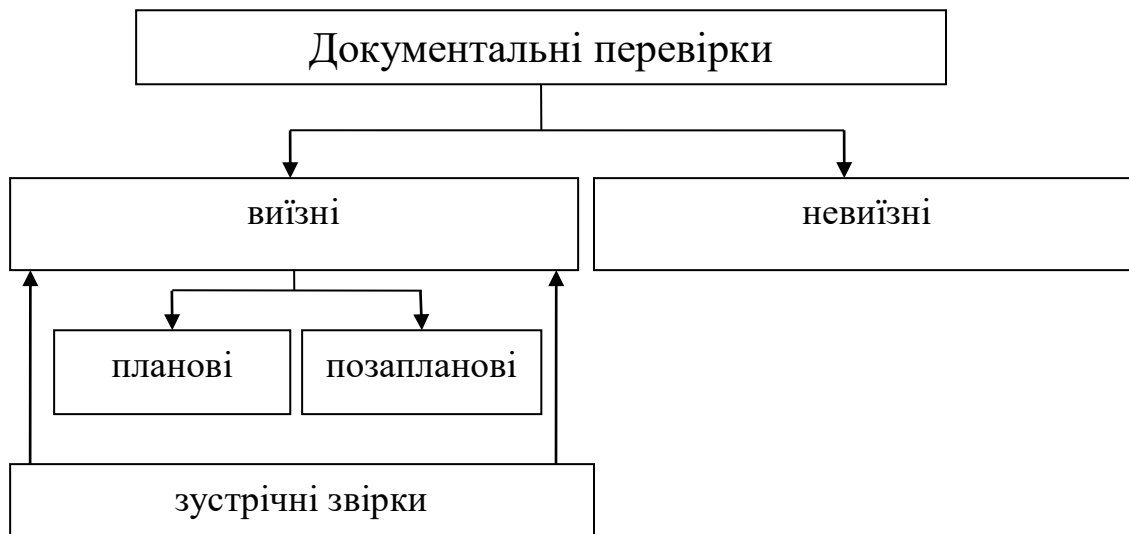 Документальні перевірки
виїзні
невиїзні
планові
позапланові
зустрічні звірки